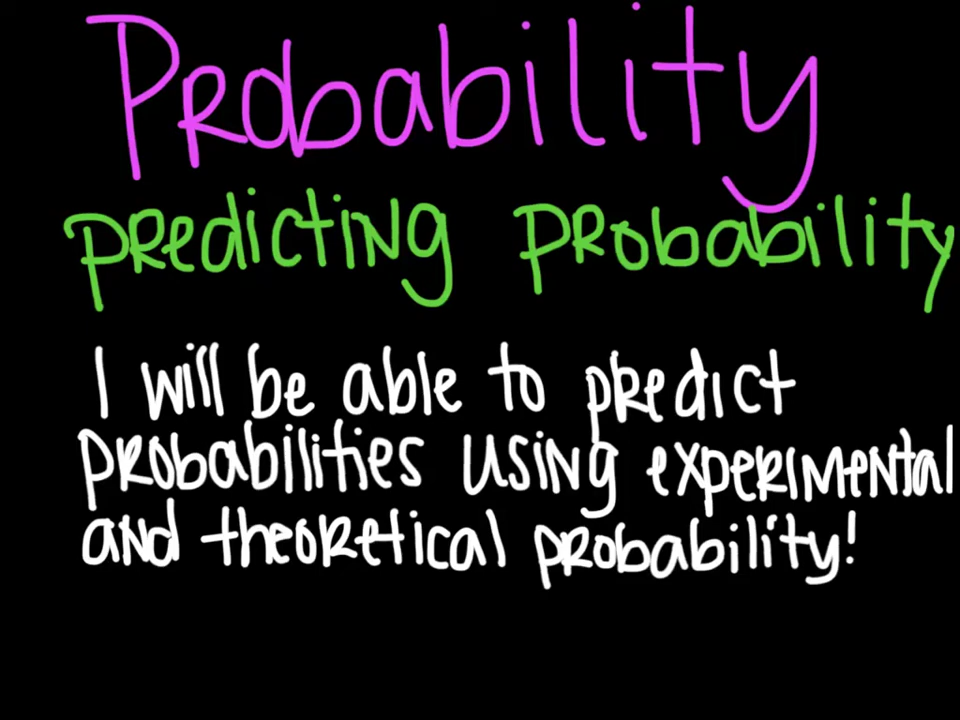 Probability
predicting probability
I will be able to predict
probabilities using experimental
and theoretical probability!